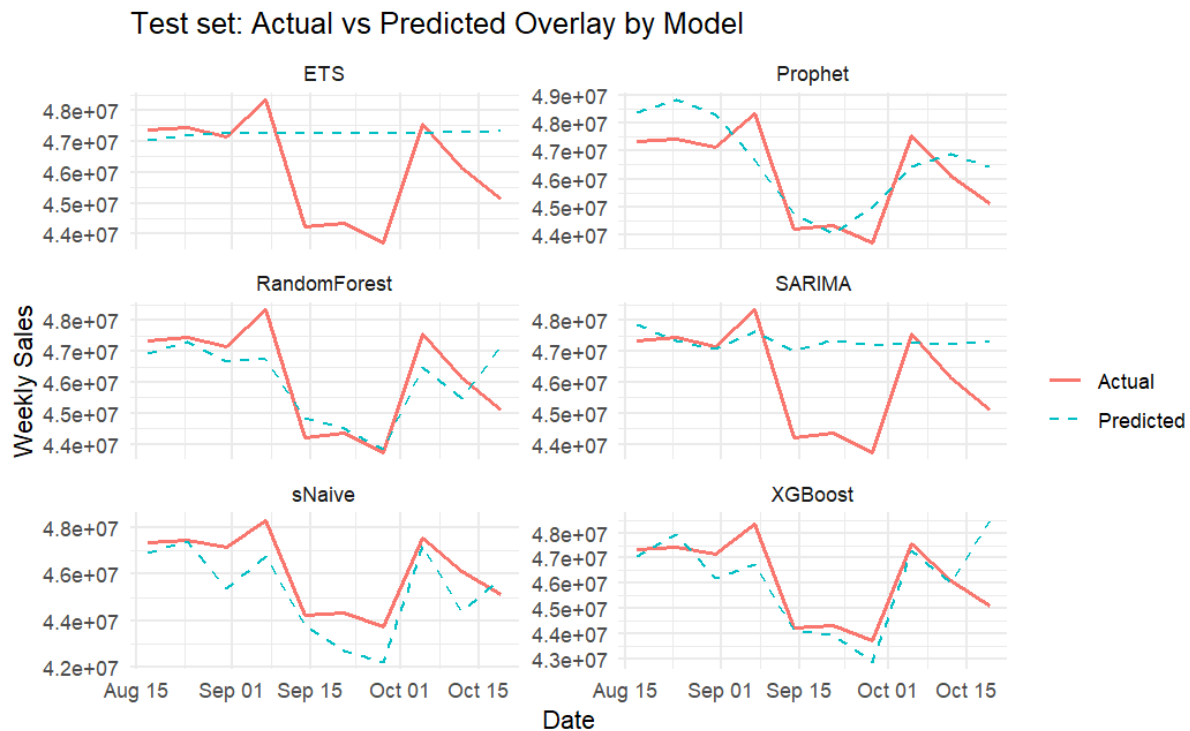 Test set: Actual vs Predicted Overlay by Model
ETS
Prophet
4.8e+07
4.7e+07
4.6e+07
4.5e+07
4.4e+07
4.9e+07
4.8e+07
4.7e+07
4.6e+07
4.5e+07
4.4e+07
RandomForest
SARIMA
4.8e+07
4.7e+07
4.6e+07
4.5e+07
4.4e+07
4.8e+07
4.7e+07
4.6e+07
4.5e+07
4.4e+07
sNaive
XGBoost
4.8e+07
4.6e+07
4.4e+07
4.2e+07
4.8e+07
4.7e+07
4.6e+07
4.5e+07
4.4e+07
4.3e+07
Aug 15 Sep 01 Sep 15 Oct 01 Oct 15
Aug 15 Sep 01 Sep 15 Oct 01 Oct 15
Weekly Sales
Date
Actual
Predicted